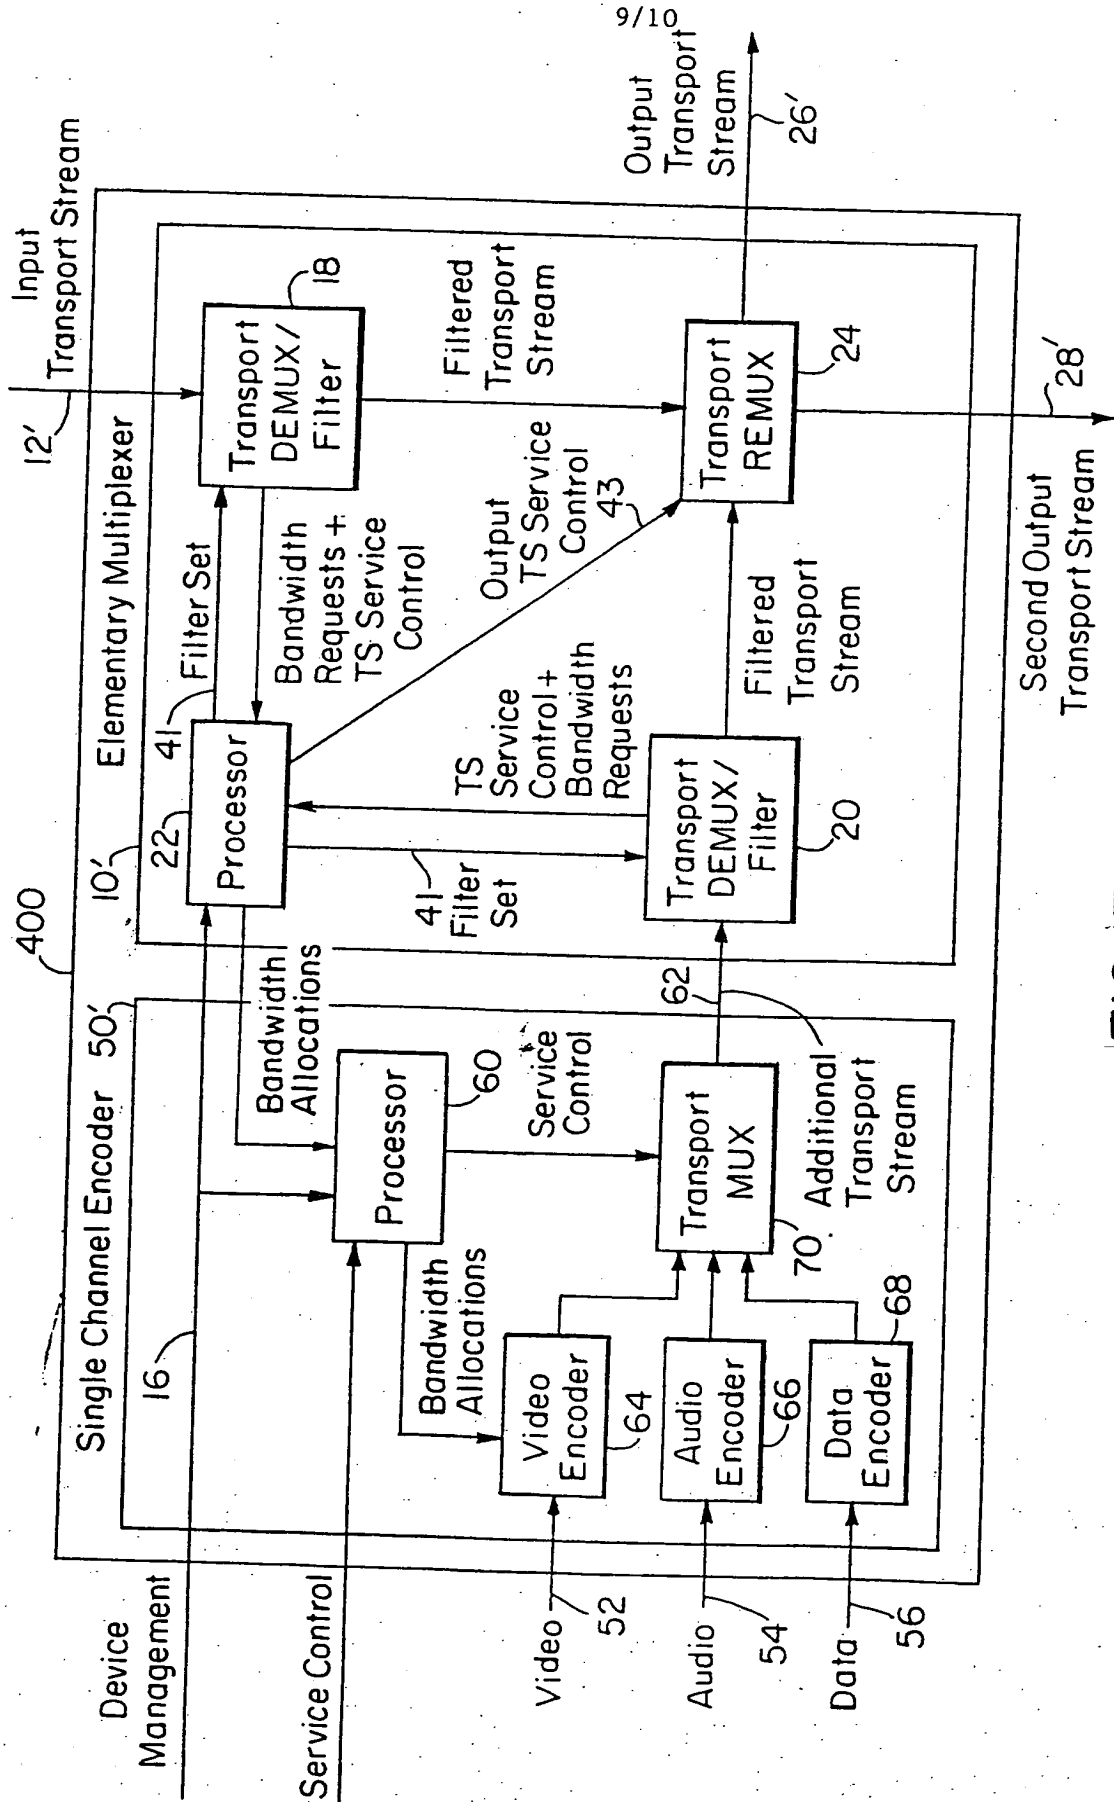 9/10
Input
Transport Stream
12'
400
10'
Elementary Multiplexer
Single Channel Encoder 50'
Device
Management
16
Service Control
22
Processor
41
Filter Set
Transport
DEMUX/
Filter
18
Bandwidth
Requests +
TS Service
Control
Bandwidth
Allocations
Processor
60
Service
Control
Bandwidth
Allocations
41
Filter
Set
TS
Service
Control+
Bandwidth
Requests
Output
TS Service
Control
43
Filtered
Transport
Stream
Output
Transport
Stream
26'
Video
52
Video
Encoder
64
Audio
54
Audio
Encoder
66
Data
56
Data
Encoder
68
Transport
MUX
70
62
Additional
Transport
Stream
Transport
DEMUX/
Filter
20
Filtered
Transport
Stream
Transport
REMUX
24
28'
Second Output
Transport Stream